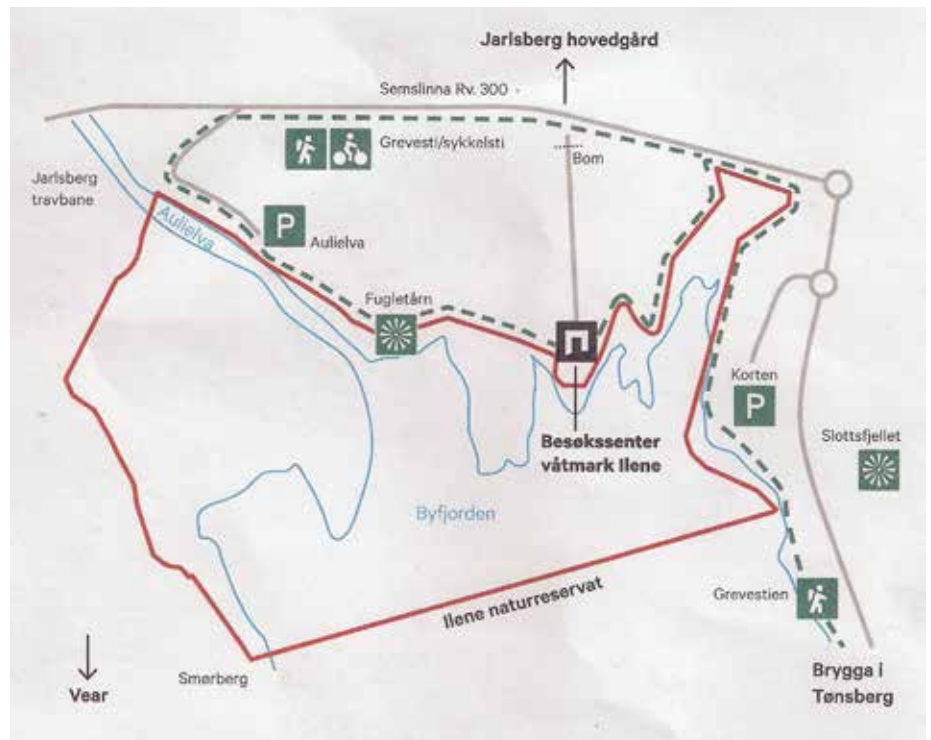 Jarlsberg hovedgård
Semslinna Rv. 300
Grevesti/sykkelsti
Bom
Jarlsberg
travbane
Aulielva
P
Aulielva
Fugletårn
Korten
P
Slottsfjellet
Besøkssenter
våtmark Ilene
Byfjorden
Ilene naturreservat
Grevestien
Smørberg
Vear
Brygga i
Tønsberg